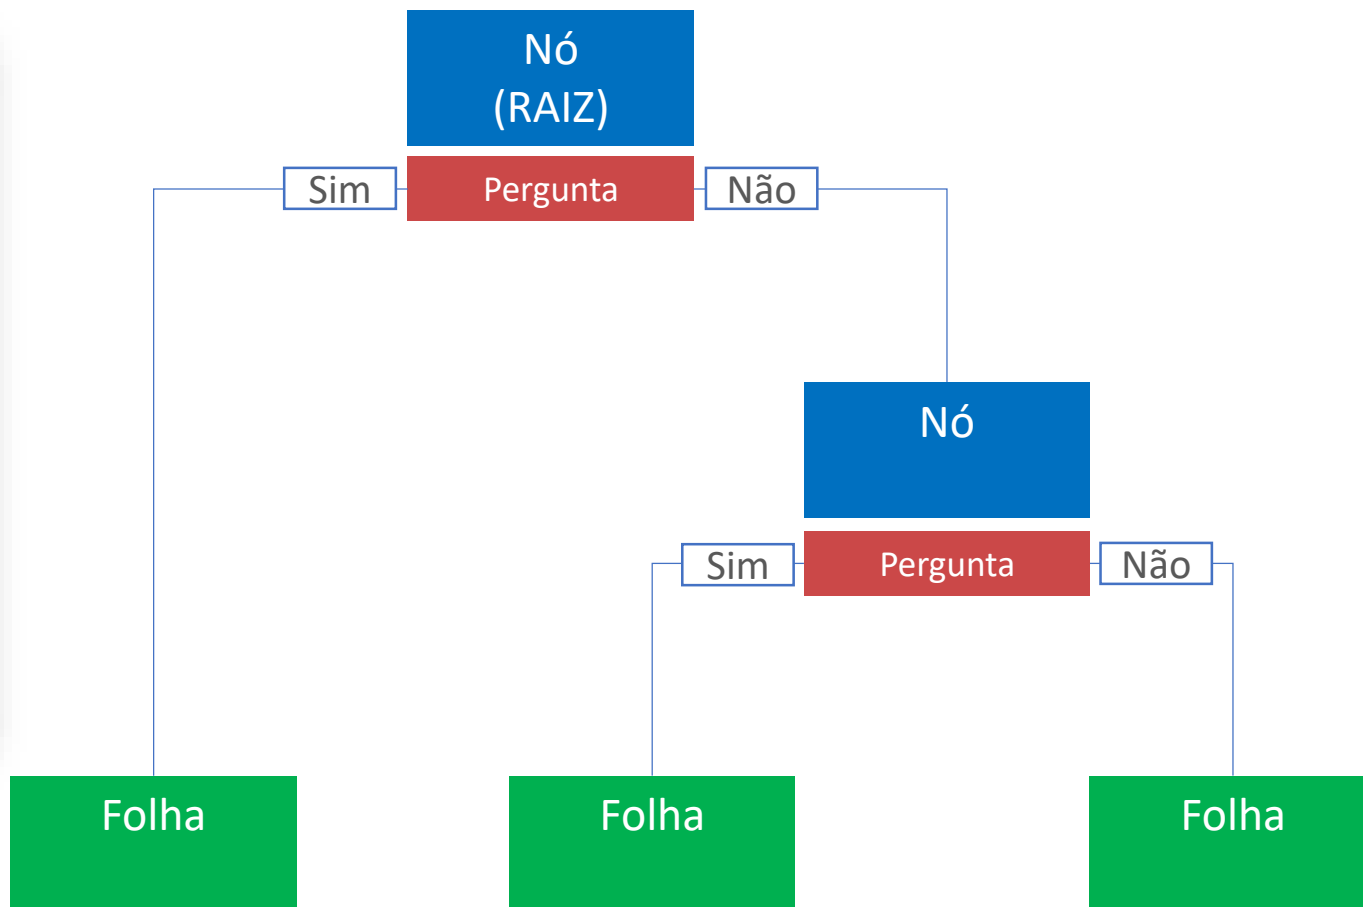 Nó
(RAIZ)
Sim
Pergunta
Não
Nó
Sim
Pergunta
Não
Folha
Folha
Folha